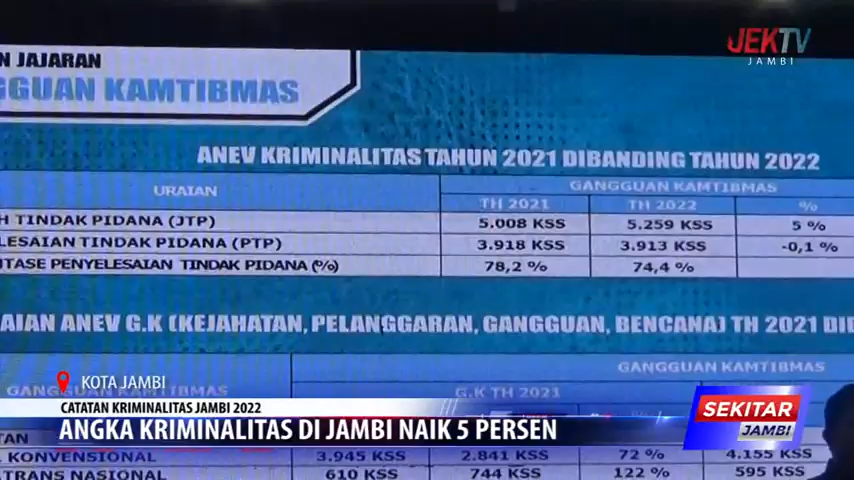 JEKTV
JAMBI
N JAJARAN
GGUAN KAMTIBMAS
ANEV KRIMINALITAS TAHUN 2021 DIBANDING TAHUN 2022
URAIAN
GANGGUAN KAMTIBMAS
TH 2021 TH 2022 %
H TINDAK PIDANA (JTP) 5.008 KSS 5.259 KSS 5 %
LESAIAN TINDAK PIDANA (PTP) 3.918 KSS 3.913 KSS -0,1 %
NTASE PENYELESAIAN TINDAK PIDANA (%) 78,2 % 74,4 %
AIAN ANEV G.K (KEJAHATAN, PELANGGARAN, GANGGUAN, BENCANA) TH 2021 DI
GANGGUAN KAMTIBMAS
KOTA JAMBI
GANGGUAN KAMTIBMAS G.K TH 2021
CATATAN KRIMINALITAS JAMBI 2022
ANGKA KRIMINALITAS DI JAMBI NAIK 5 PERSEN
SEKITAR
JAMBI
KONVENSIONAL 3.945 KSS 2.841 KSS 72 % 4.155 KSS
TRANS NASIONAL 610 KSS 744 KSS 122 % 595 KSS